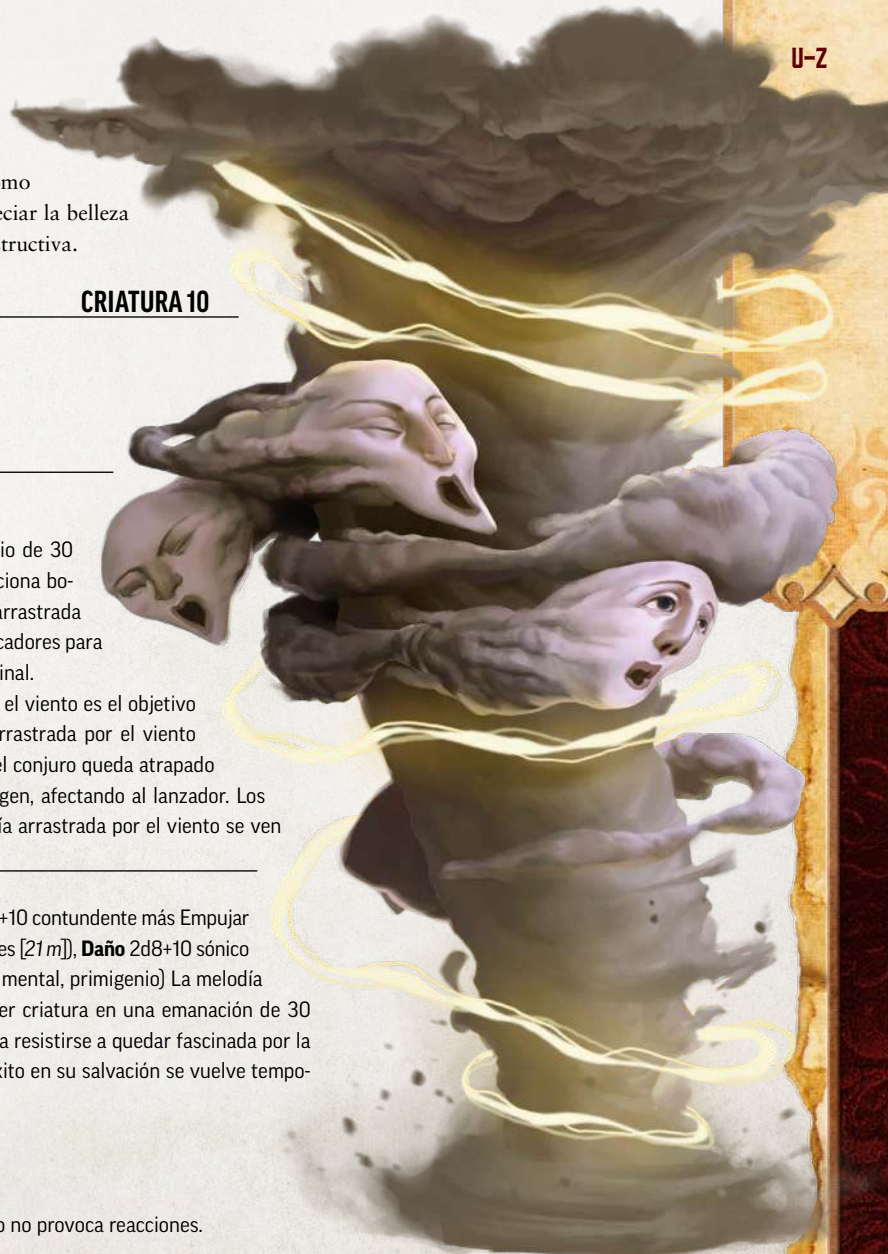 U–Z
omo
eciar la belleza
structiva.
CRIATURA 10
io de 30
ciona bo-
arrastrada
cadores para
inal.
el viento es el objetivo
rrastrada por el viento
el conjuro queda atrapado
gen, afectando al lanzador. Los
ía arrastrada por el viento se ven
+10 contundente más Empujar
es [21 m]), Daño 2d8+10 sónico
mental, primigenio) La melodía
er criatura en una emanación de 30
a resistirse a quedar fascinada por la
xito en su salvación se vuelve tempo-
o no provoca reacciones.